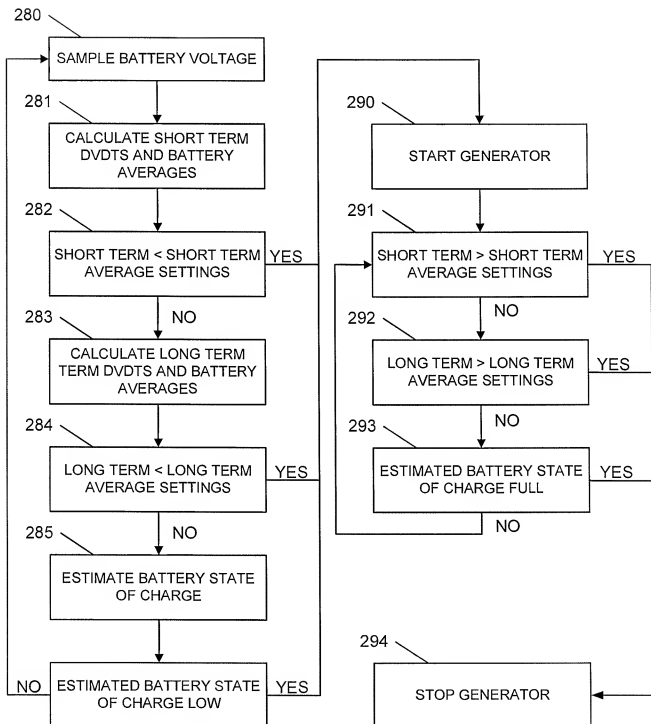 280
SAMPLE BATTERY VOLTAGE
281
CALCULATE SHORT TERM
DVDTS AND BATTERY
AVERAGES
282
SHORT TERM < SHORT TERM
AVERAGE SETTINGS
YES
NO
283
CALCULATE LONG TERM
TERM DVDTS AND BATTERY
AVERAGES
284
LONG TERM < LONG TERM
AVERAGE SETTINGS
YES
NO
285
ESTIMATE BATTERY STATE
OF CHARGE
NO
ESTIMATED BATTERY STATE
OF CHARGE LOW
YES
290
START GENERATOR
291
SHORT TERM > SHORT TERM
AVERAGE SETTINGS
YES
NO
292
LONG TERM > LONG TERM
AVERAGE SETTINGS
YES
NO
293
ESTIMATED BATTERY STATE
OF CHARGE FULL
YES
NO
294
STOP GENERATOR